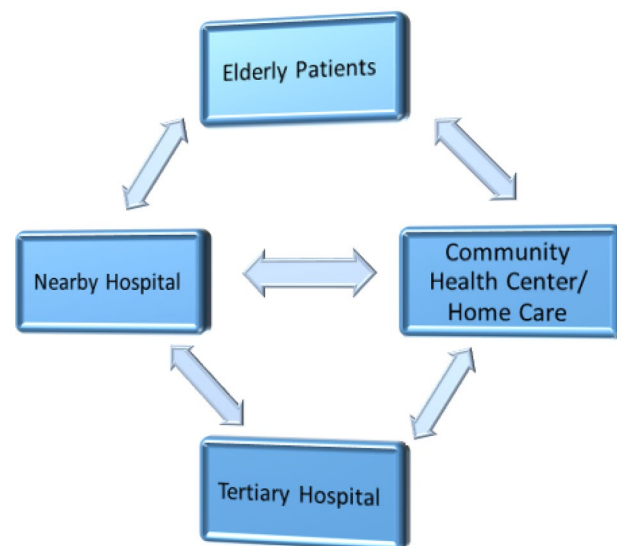 Elderly Patients
Nearby Hospital
Community
Health Center/
Home Care
Tertiary Hospital